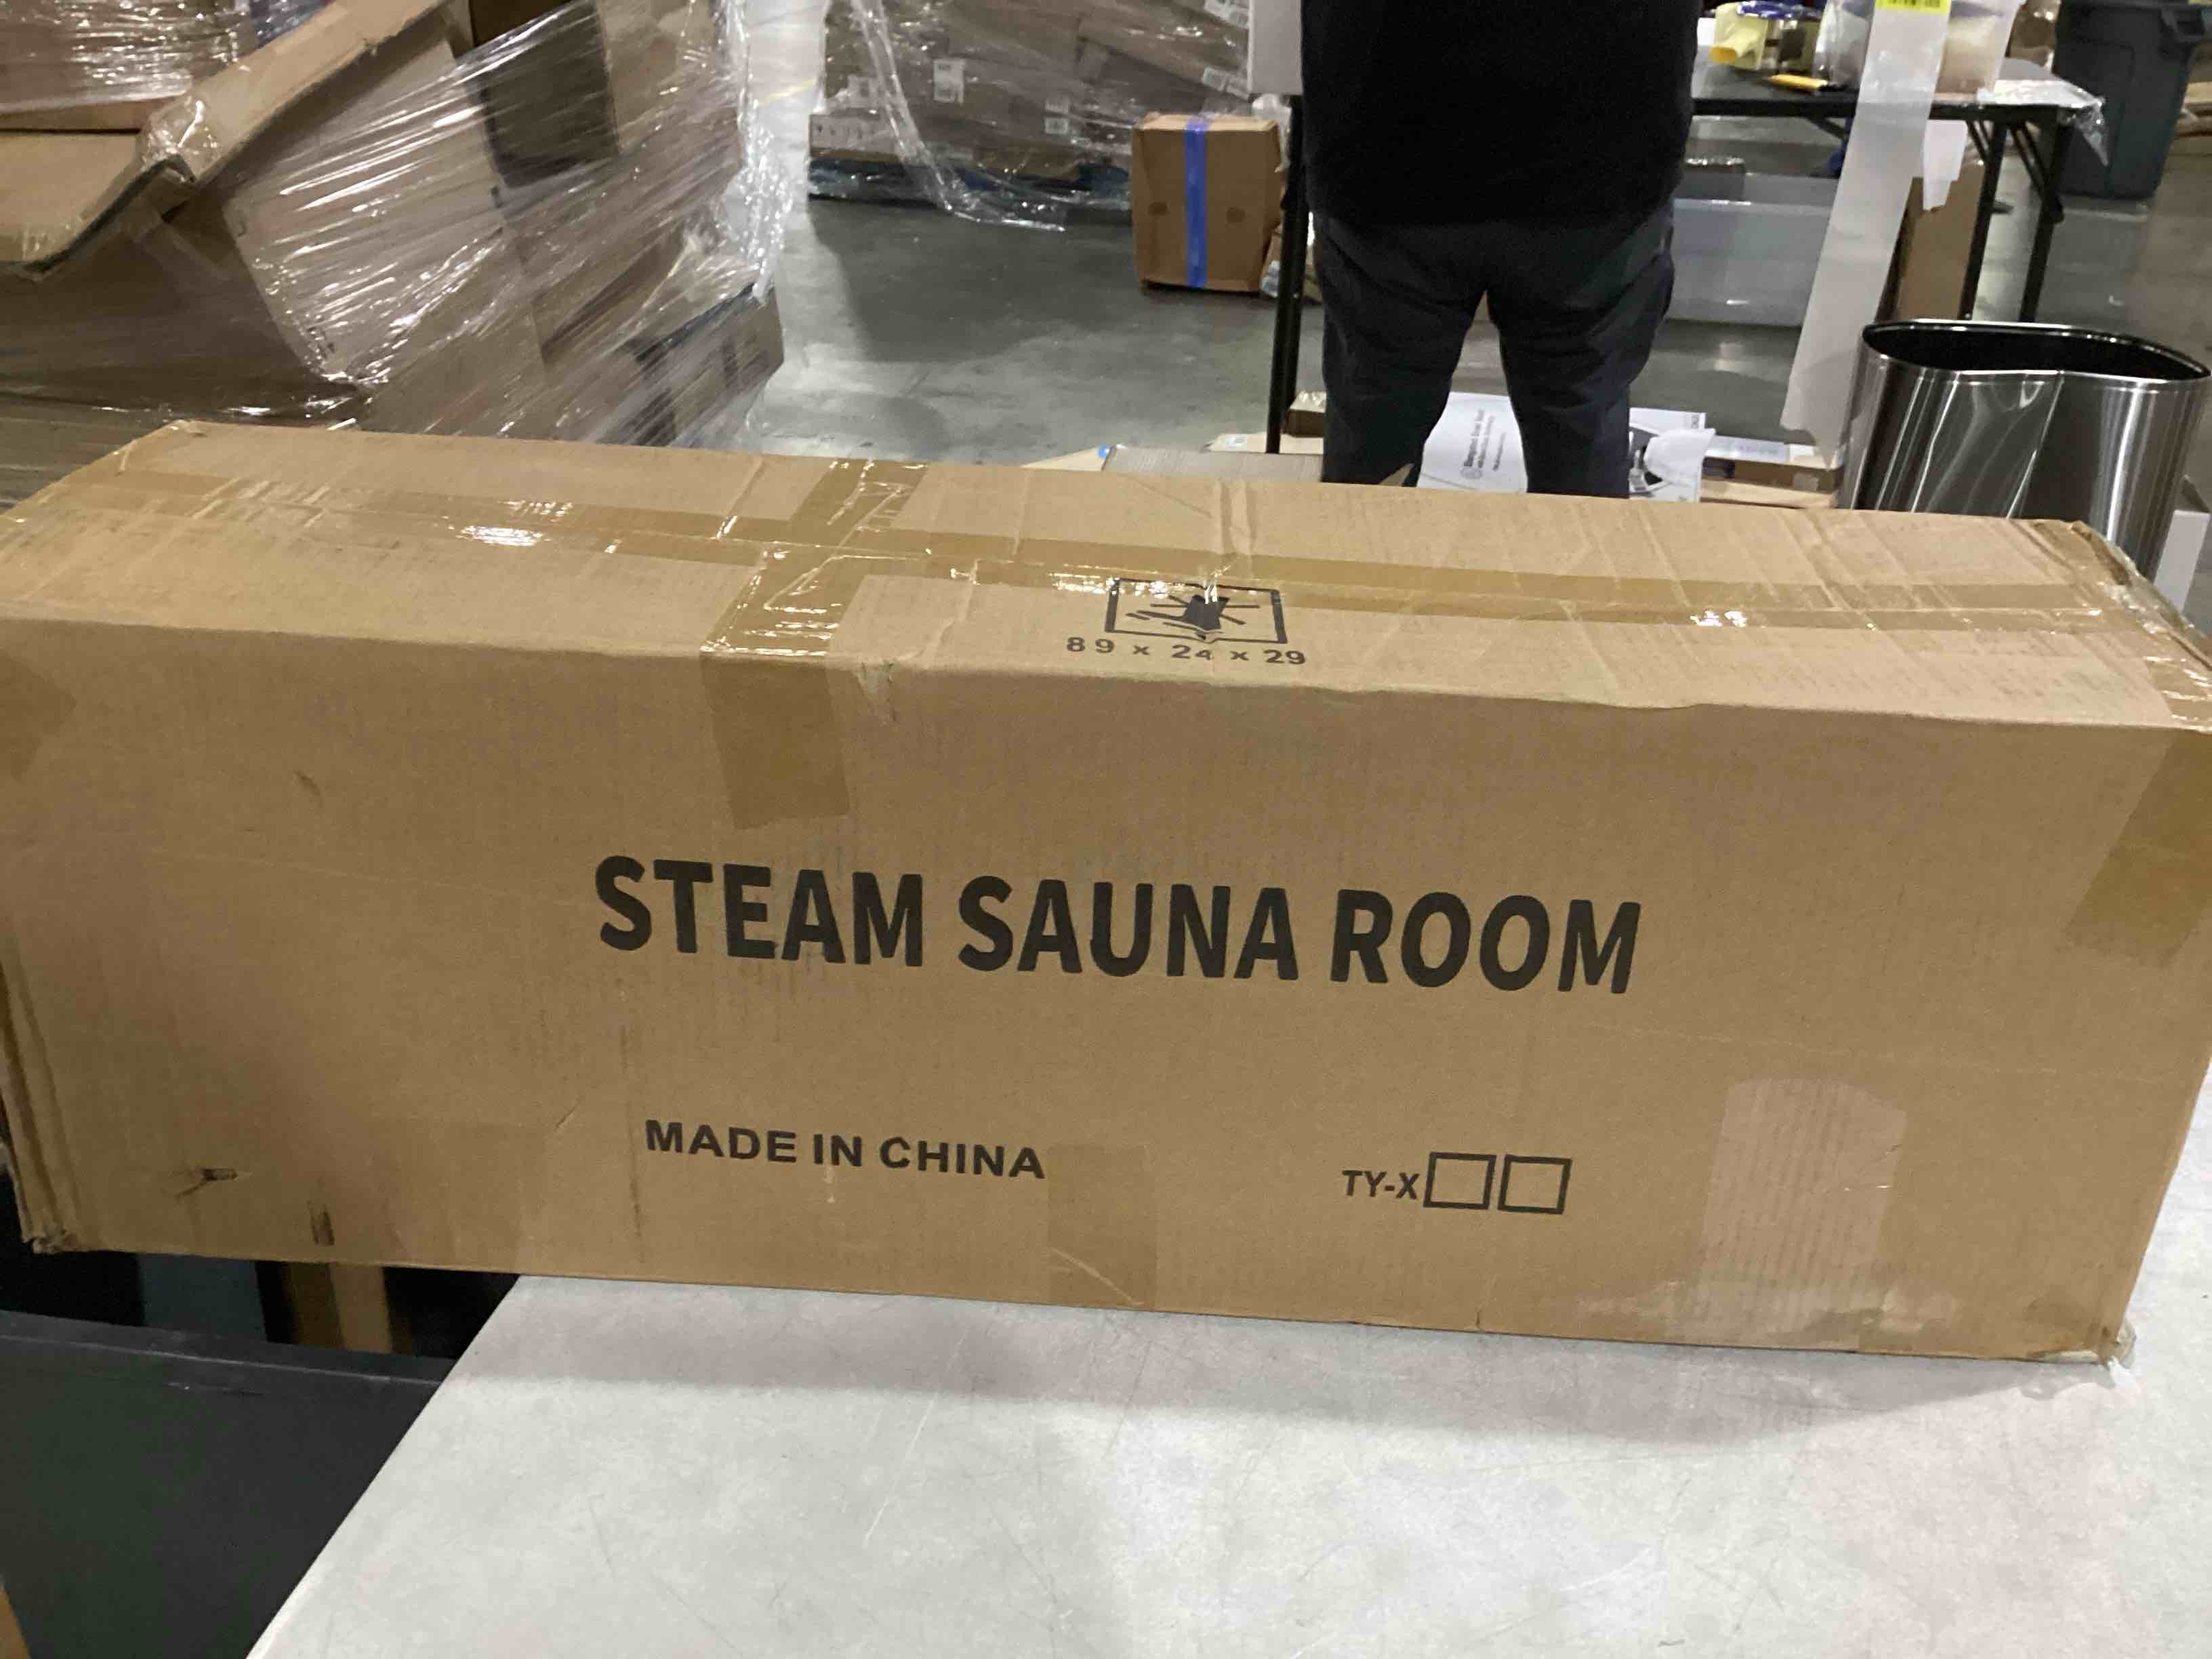 89 x 24 x 29
STEAM SAUNA ROOM
MADE IN CHINA
TY-X